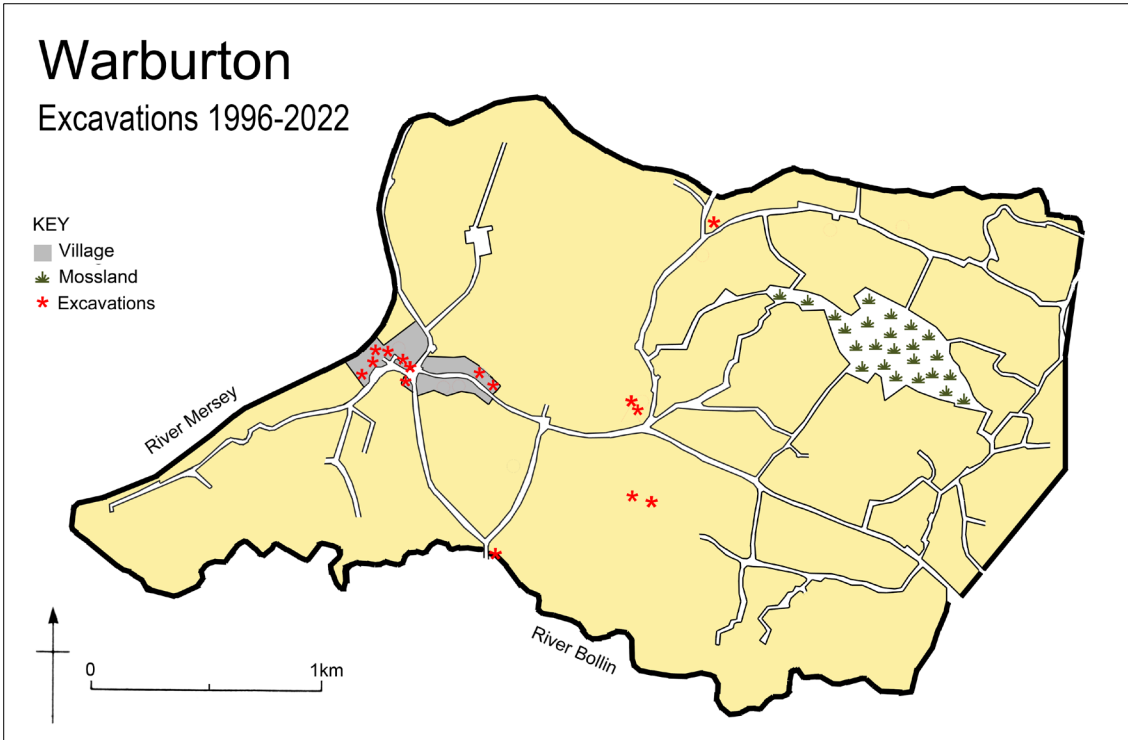 Warburton
Excavations 1996-2022
KEY
Village
Mossland
Excavations
River Mersey
River Bollin
0 1km